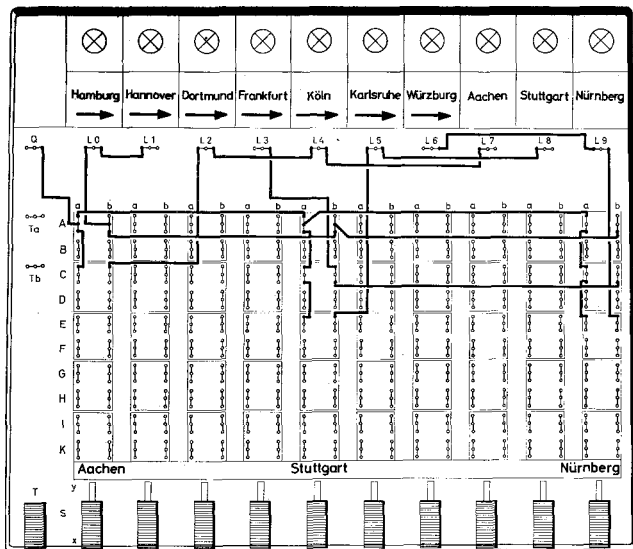 Hamburg Hannover Dortmund Frankfurt Köln Karlsruhe Würzburg Aachen Stuttgart Nürnberg
Q L0 L1 L2 L3 L4 L5 L6 L7 L8 L9
a b a b a b a b a b a b a b a b a b a b
Ta A
B
Tb C
D
E
F
G
H
I
K
Aachen Stuttgart Nürnberg
T y
S
x